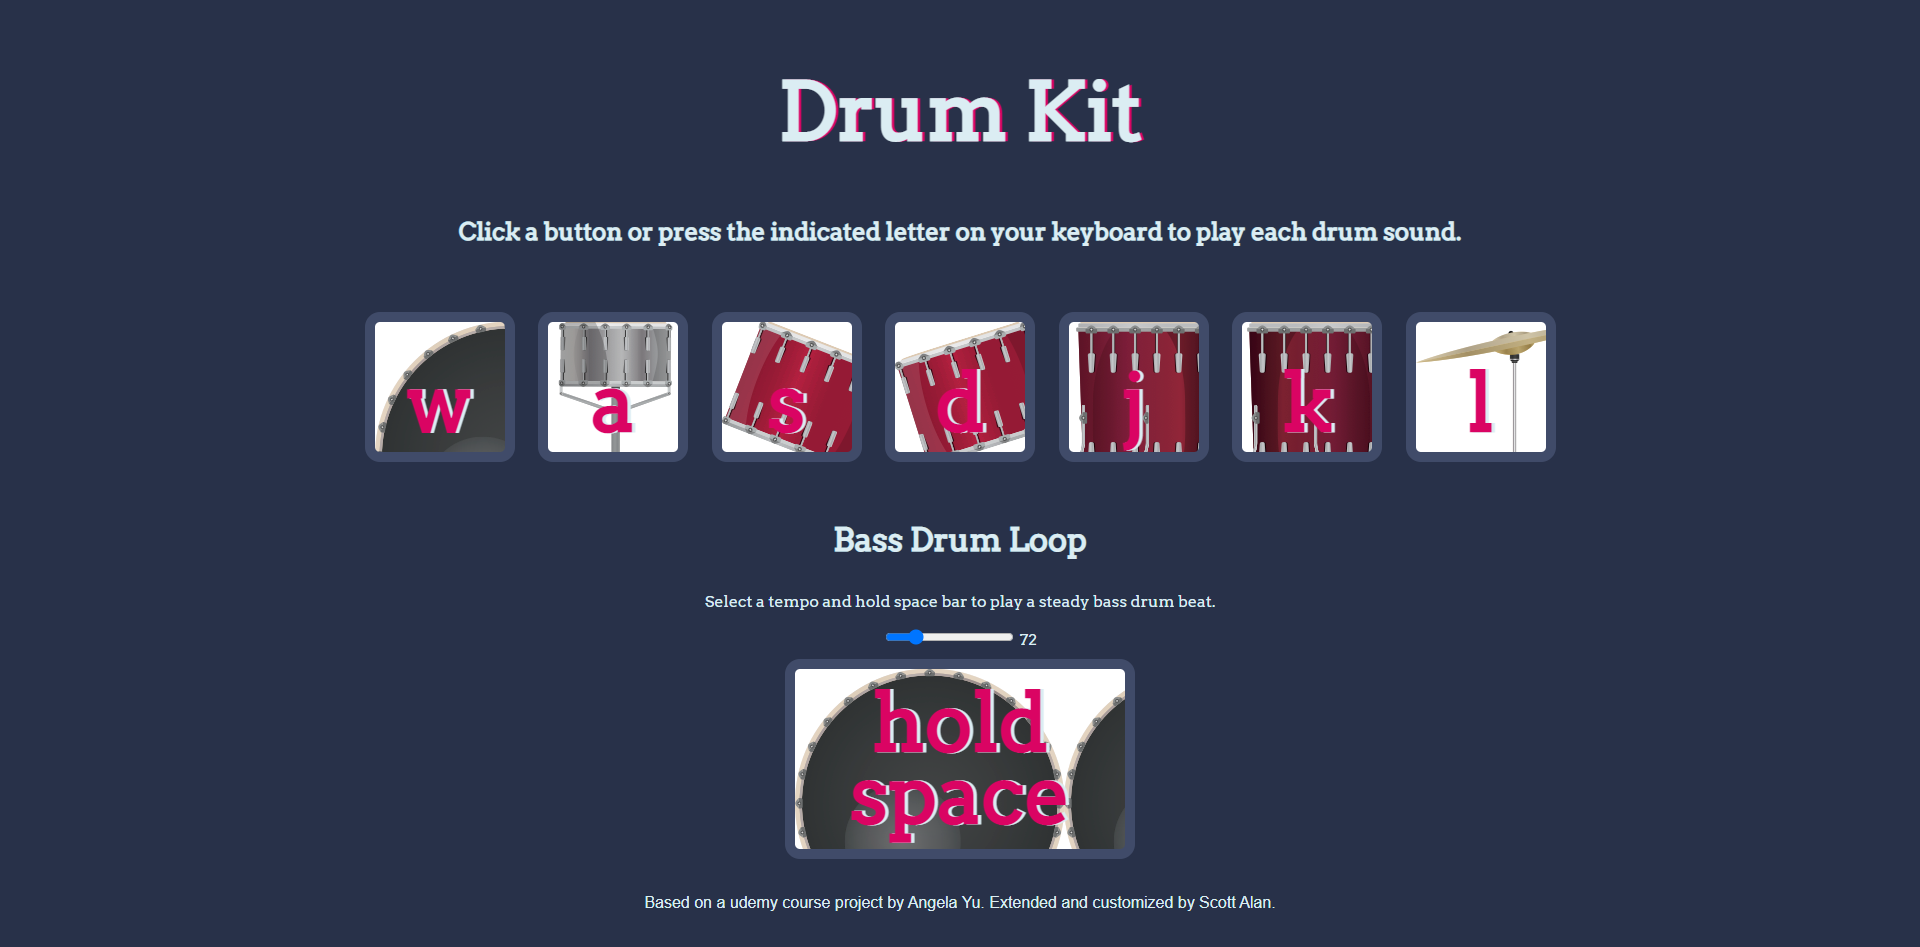 Drum Kit
Click a button or press the indicated letter on your keyboard to play each drum sound.
w a s d j k l
Bass Drum Loop
Select a tempo and hold space bar to play a steady bass drum beat.
72
hold
space
Based on a udemy course project by Angela Yu. Extended and customized by Scott Alan.